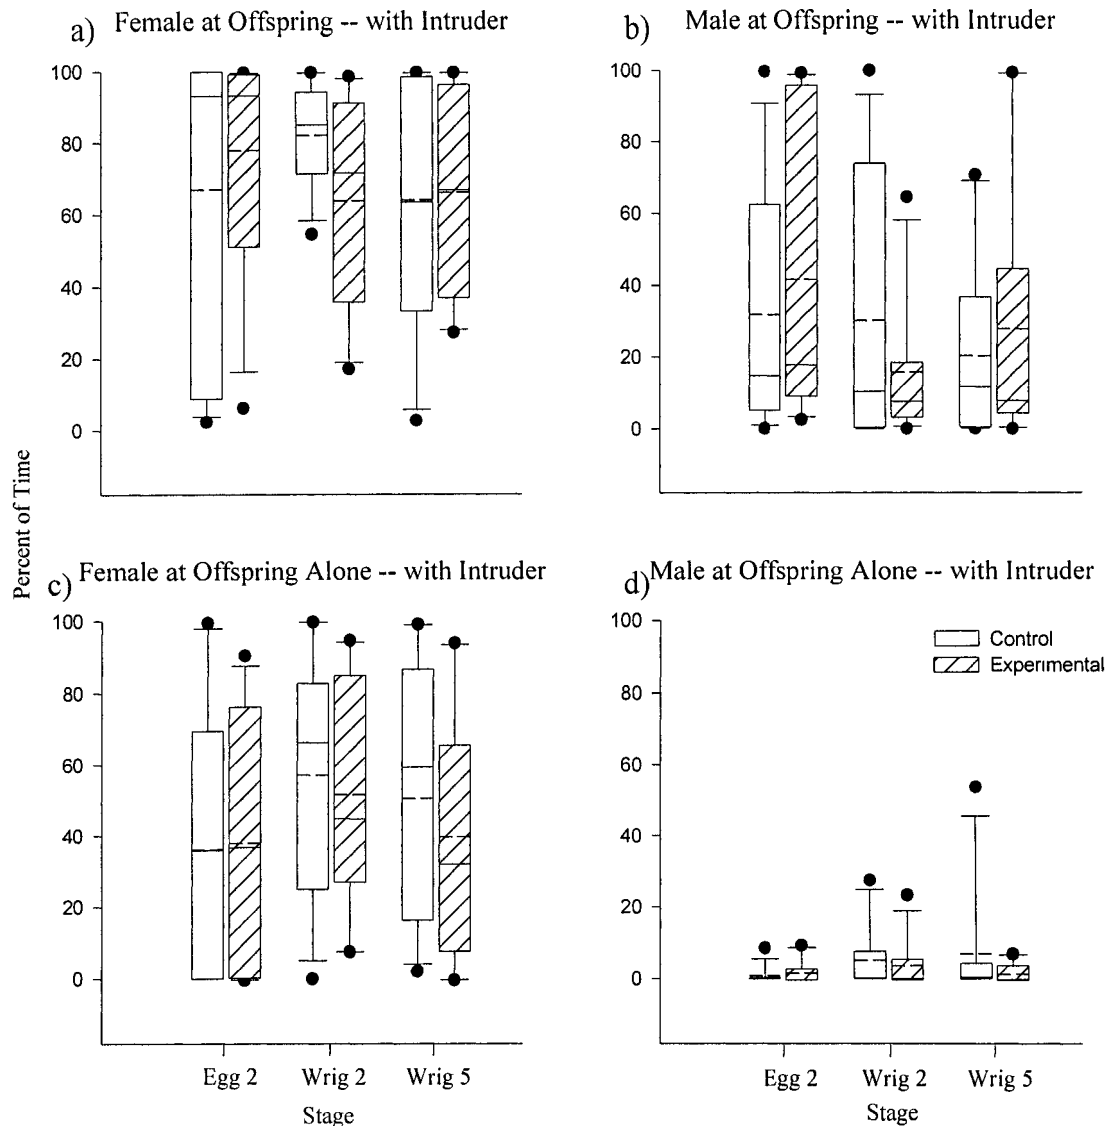 a) Female at Offspring -- with Intruder
100
80
60
40
20
0
b) Male at Offspring -- with Intruder
100
80
60
40
20
0
Percent of Time
c) Female at Offspring Alone -- with Intruder
100
80
60
40
20
0
Egg 2 Wrig 2 Wrig 5
Stage
d) Male at Offspring Alone -- with Intruder
100
80
60
40
20
0
Control
Experimental
Egg 2 Wrig 2 Wrig 5
Stage